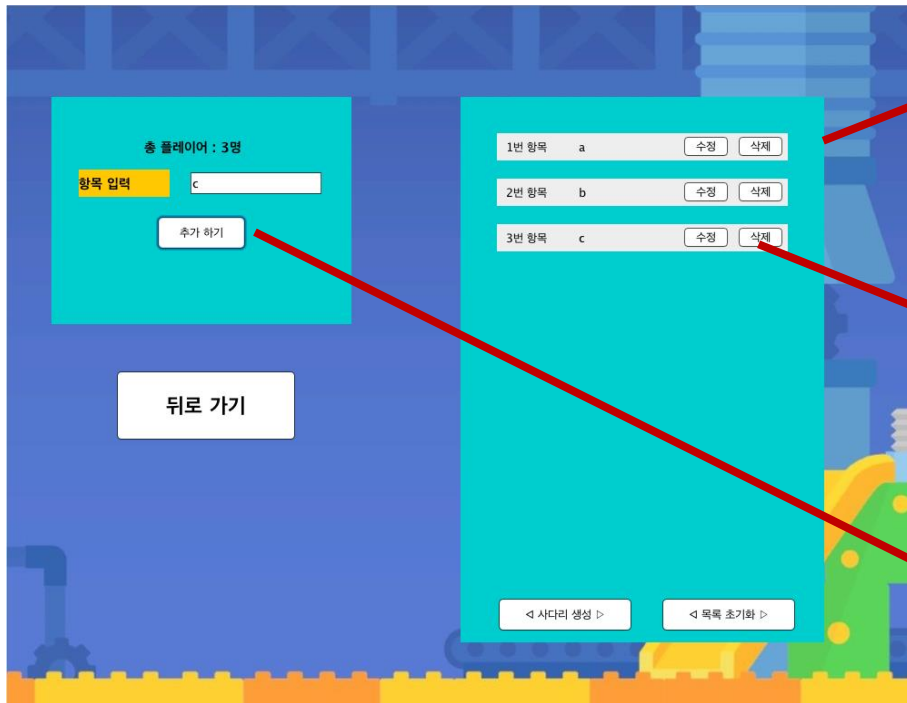 총 플레이어 : 3명
항목 입력 c
추가 하기
뒤로 가기
1번 항목 a 수정 삭제
2번 항목 b 수정 삭제
3번 항목 c 수정 삭제
◁ 사다리 생성 ▷ ◁ 목록 초기화 ▷